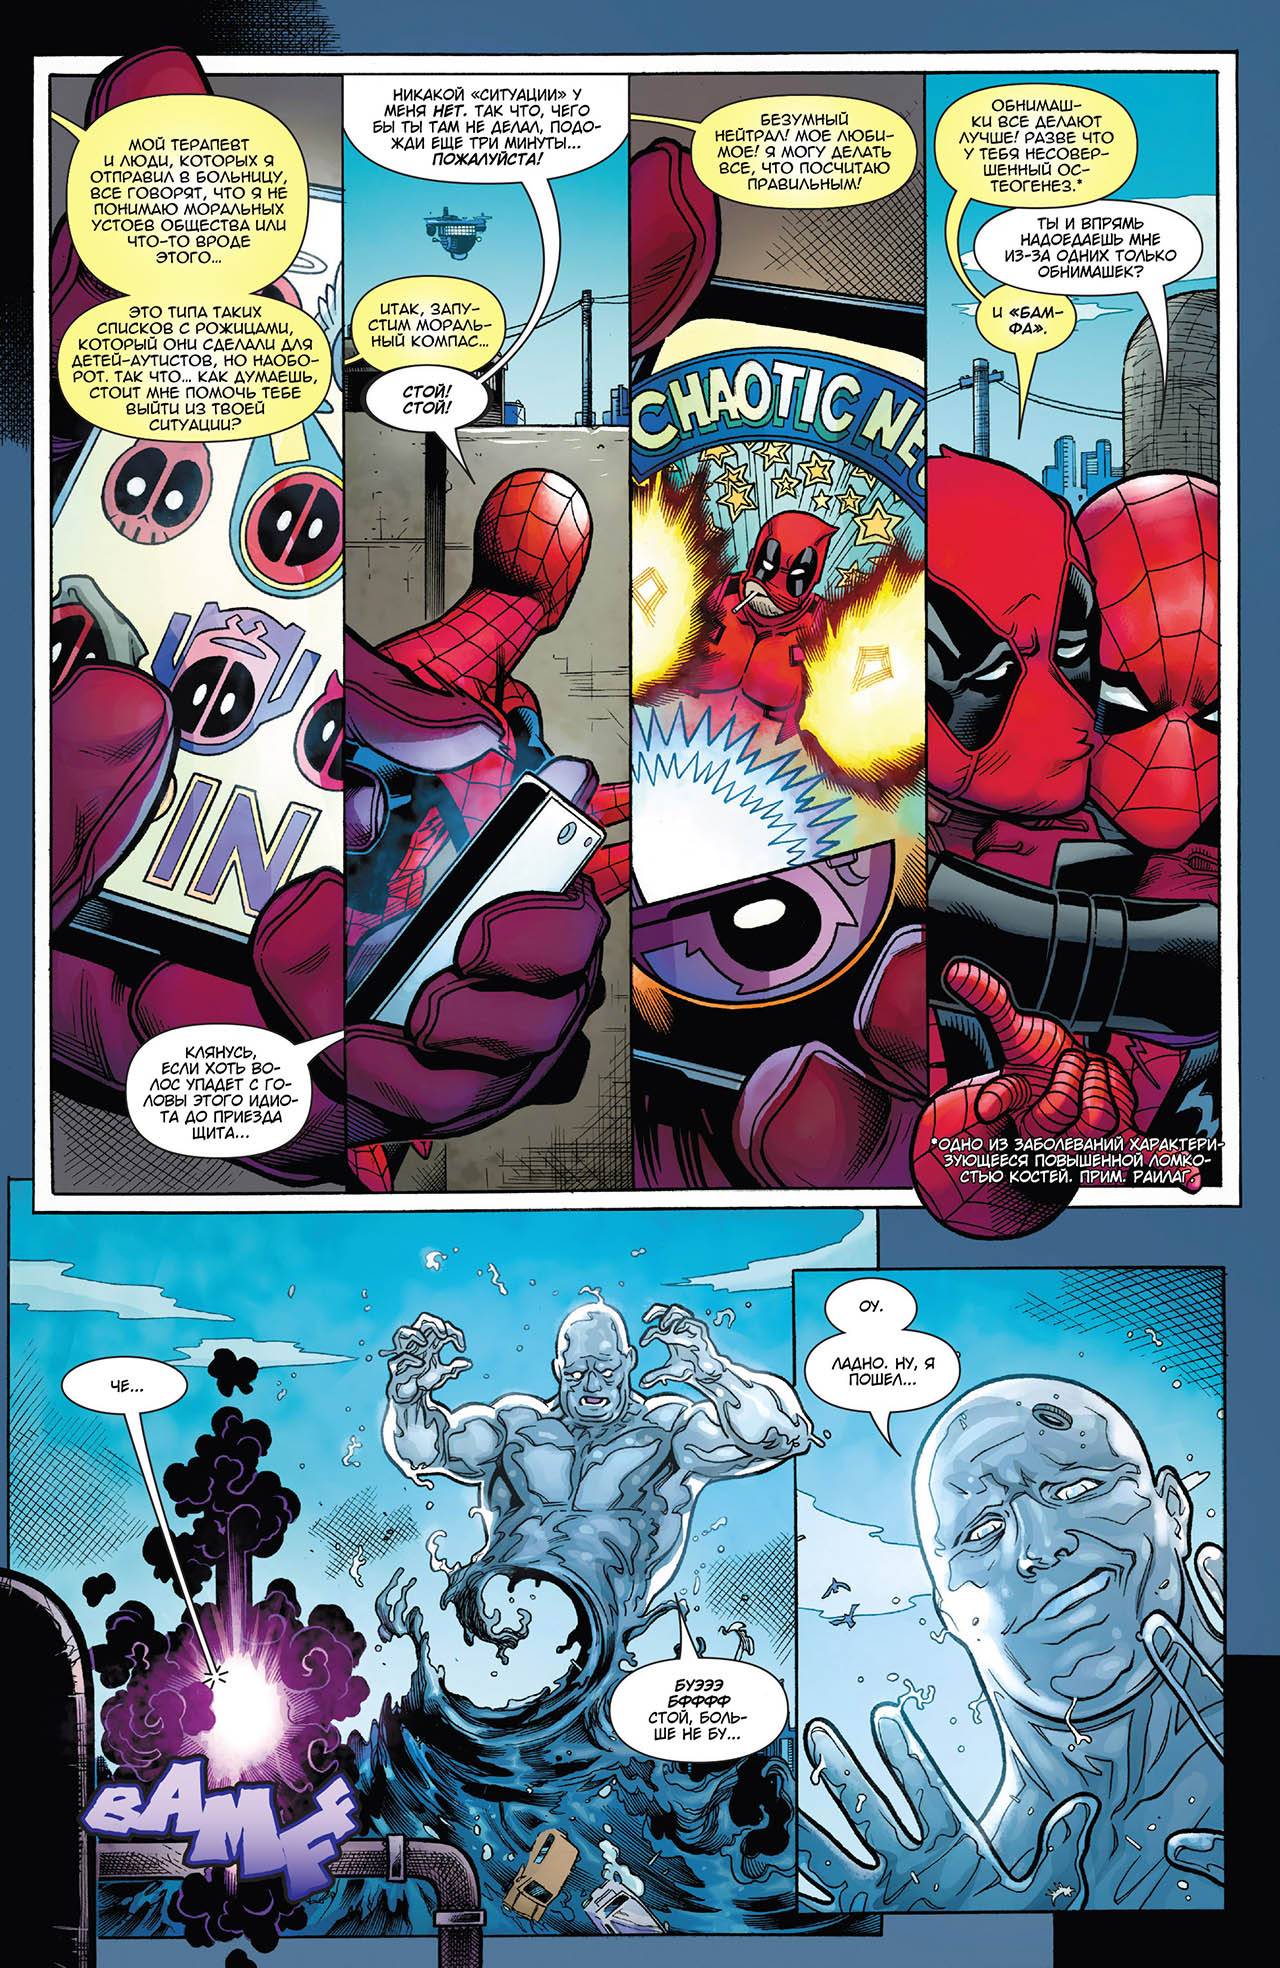 МОЙ ТЕРАПЕВТ
И ЛЮДИ, КОТОРЫХ Я
ОТПРАВИЛ В БОЛЬНИЦУ,
ВСЕ ГОВОРЯТ, ЧТО Я НЕ
ПОНИМАЮ МОРАЛЬНЫХ
УСТОЕВ ОБЩЕСТВА ИЛИ
ЧТО-ТО ВРОДЕ
ЭТОГО...
ЭТО ТИПА ТАКИХ
СПИСКОВ С РОЖИЦАМИ,
КОТОРЫЙ ОНИ СДЕЛАЛИ ДЛЯ
ДЕТЕЙ-АУТИСТОВ, НО НАОБО-
РОТ. ТАК ЧТО... КАК ДУМАЕШЬ,
СТОИТ МНЕ ПОМОЧЬ ТЕБЕ
ВЫЙТИ ИЗ ТВОЕЙ
СИТУАЦИИ?
IN
КЛЯНУСЬ,
ЕСЛИ ХОТЬ ВО-
ЛОС УПАДЕТ С ГО-
ЛОВЫ ЭТОГО ИДИО-
ТА ДО ПРИЕЗДА
ЩИТА...
НИКАКОЙ «СИТУАЦИИ» У
МЕНЯ НЕТ. ТАК ЧТО, ЧЕГО
БЫ ТЫ ТАМ НЕ ДЕЛАЛ, ПОДО-
ЖДИ ЕЩЕ ТРИ МИНУТЫ...
ПОЖАЛУЙСТА!
ИТАК, ЗАПУ-
СТИМ МОРАЛЬ-
НЫЙ КОМПАС...
СТОЙ!
СТОЙ!
БЕЗУМНЫЙ
НЕЙТРАЛ! МОЕ ЛЮБИ-
МОЕ! Я МОГУ ДЕЛАТЬ
ВСЕ, ЧТО ПОСЧИТАЮ
ПРАВИЛЬНЫМ!
CHAOTIC NE
ОБНИМАШ-
КИ ВСЕ ДЕЛАЮТ
ЛУЧШЕ! РАЗВЕ ЧТО
У ТЕБЯ НЕСОВЕР-
ШЕННЫЙ ОС-
ТЕОГЕНЕЗ.*
ТЫ И ВПРЯМЬ
НАДОЕДАЕШЬ МНЕ
ИЗ-ЗА ОДНИХ ТОЛЬКО
ОБНИМАШЕК?
И «БАМ-
ФА».
*ОДНО ИЗ ЗАБОЛЕВАНИЙ ХАРАКТЕРИ-
ЗУЮЩЕЕСЯ ПОВЫШЕННОЙ ЛОМКО-
СТЬЮ КОСТЕЙ. ПРИМ. РАИЛАГ.
ЧЕ...
BAMFF
БУЭЭЭ
БФФФФ
СТОЙ, БОЛЬ-
ШЕ НЕ БУ...
ОУ.
ЛАДНО. НУ, Я
ПОШЕЛ...